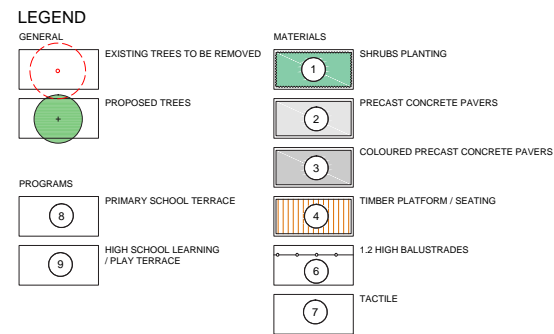 LEGEND
GENERAL
EXISTING TREES TO BE REMOVED
PROPOSED TREES
PROGRAMS
8
PRIMARY SCHOOL TERRACE
9
HIGH SCHOOL LEARNING
/ PLAY TERRACE
MATERIALS
1
SHRUBS PLANTING
2
PRECAST CONCRETE PAVERS
3
COLOURED PRECAST CONCRETE PAVERS
4
TIMBER PLATFORM / SEATING
6
1.2 HIGH BALUSTRADES
7
TACTILE